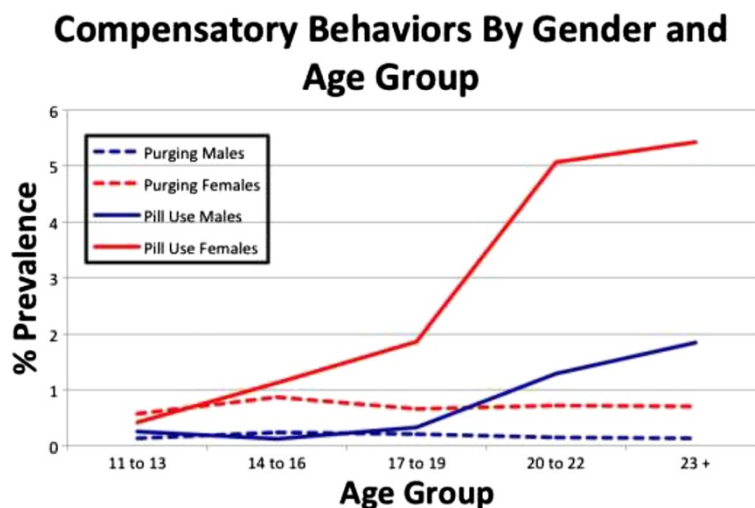 Compensatory Behaviors By Gender and
Age Group
6
5
4
3
2
1
0
% Prevalence
Purging Males
Purging Females
Pill Use Males
Pill Use Females
11 to 13 14 to 16 17 to 19 20 to 22 23 +
Age Group